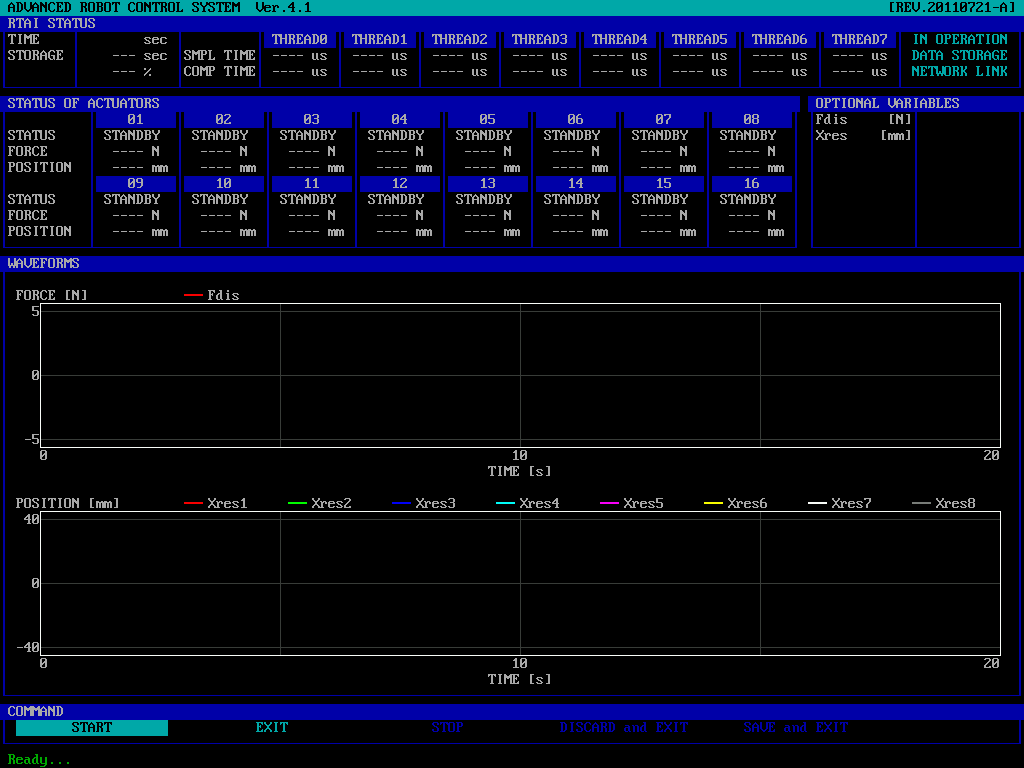 ADVANCED ROBOT CONTROL SYSTEM Ver.4.1 [REV.20110721-A]
RTAI STATUS
TIME sec THREAD0 THREAD1 THREAD2 THREAD3 THREAD4 THREAD5 THREAD6 THREAD7 IN OPERATION
STORAGE --- sec SMPL TIME ---- us ---- us ---- us ---- us ---- us ---- us ---- us ---- us DATA STORAGE
--- % COMP TIME ---- us ---- us ---- us ---- us ---- us ---- us ---- us ---- us NETWORK LINK
STATUS OF ACTUATORS OPTIONAL VARIABLES
01 02 03 04 05 06 07 08 Fdis [N]
STATUS STANDBY STANDBY STANDBY STANDBY STANDBY STANDBY STANDBY STANDBY Xres [mm]
FORCE ---- N ---- N ---- N ---- N ---- N ---- N ---- N ---- N
POSITION ---- mm ---- mm ---- mm ---- mm ---- mm ---- mm ---- mm ---- mm
09 10 11 12 13 14 15 16
STATUS STANDBY STANDBY STANDBY STANDBY STANDBY STANDBY STANDBY STANDBY
FORCE ---- N ---- N ---- N ---- N ---- N ---- N ---- N ---- N
POSITION ---- mm ---- mm ---- mm ---- mm ---- mm ---- mm ---- mm ---- mm
WAVEFORMS
FORCE [N] Fdis
5
0
-5
0 10 20
TIME [s]
POSITION [mm] Xres1 Xres2 Xres3 Xres4 Xres5 Xres6 Xres7 Xres8
40
0
-40
0 10 20
TIME [s]
COMMAND
START EXIT STOP DISCARD and EXIT SAVE and EXIT
Ready...